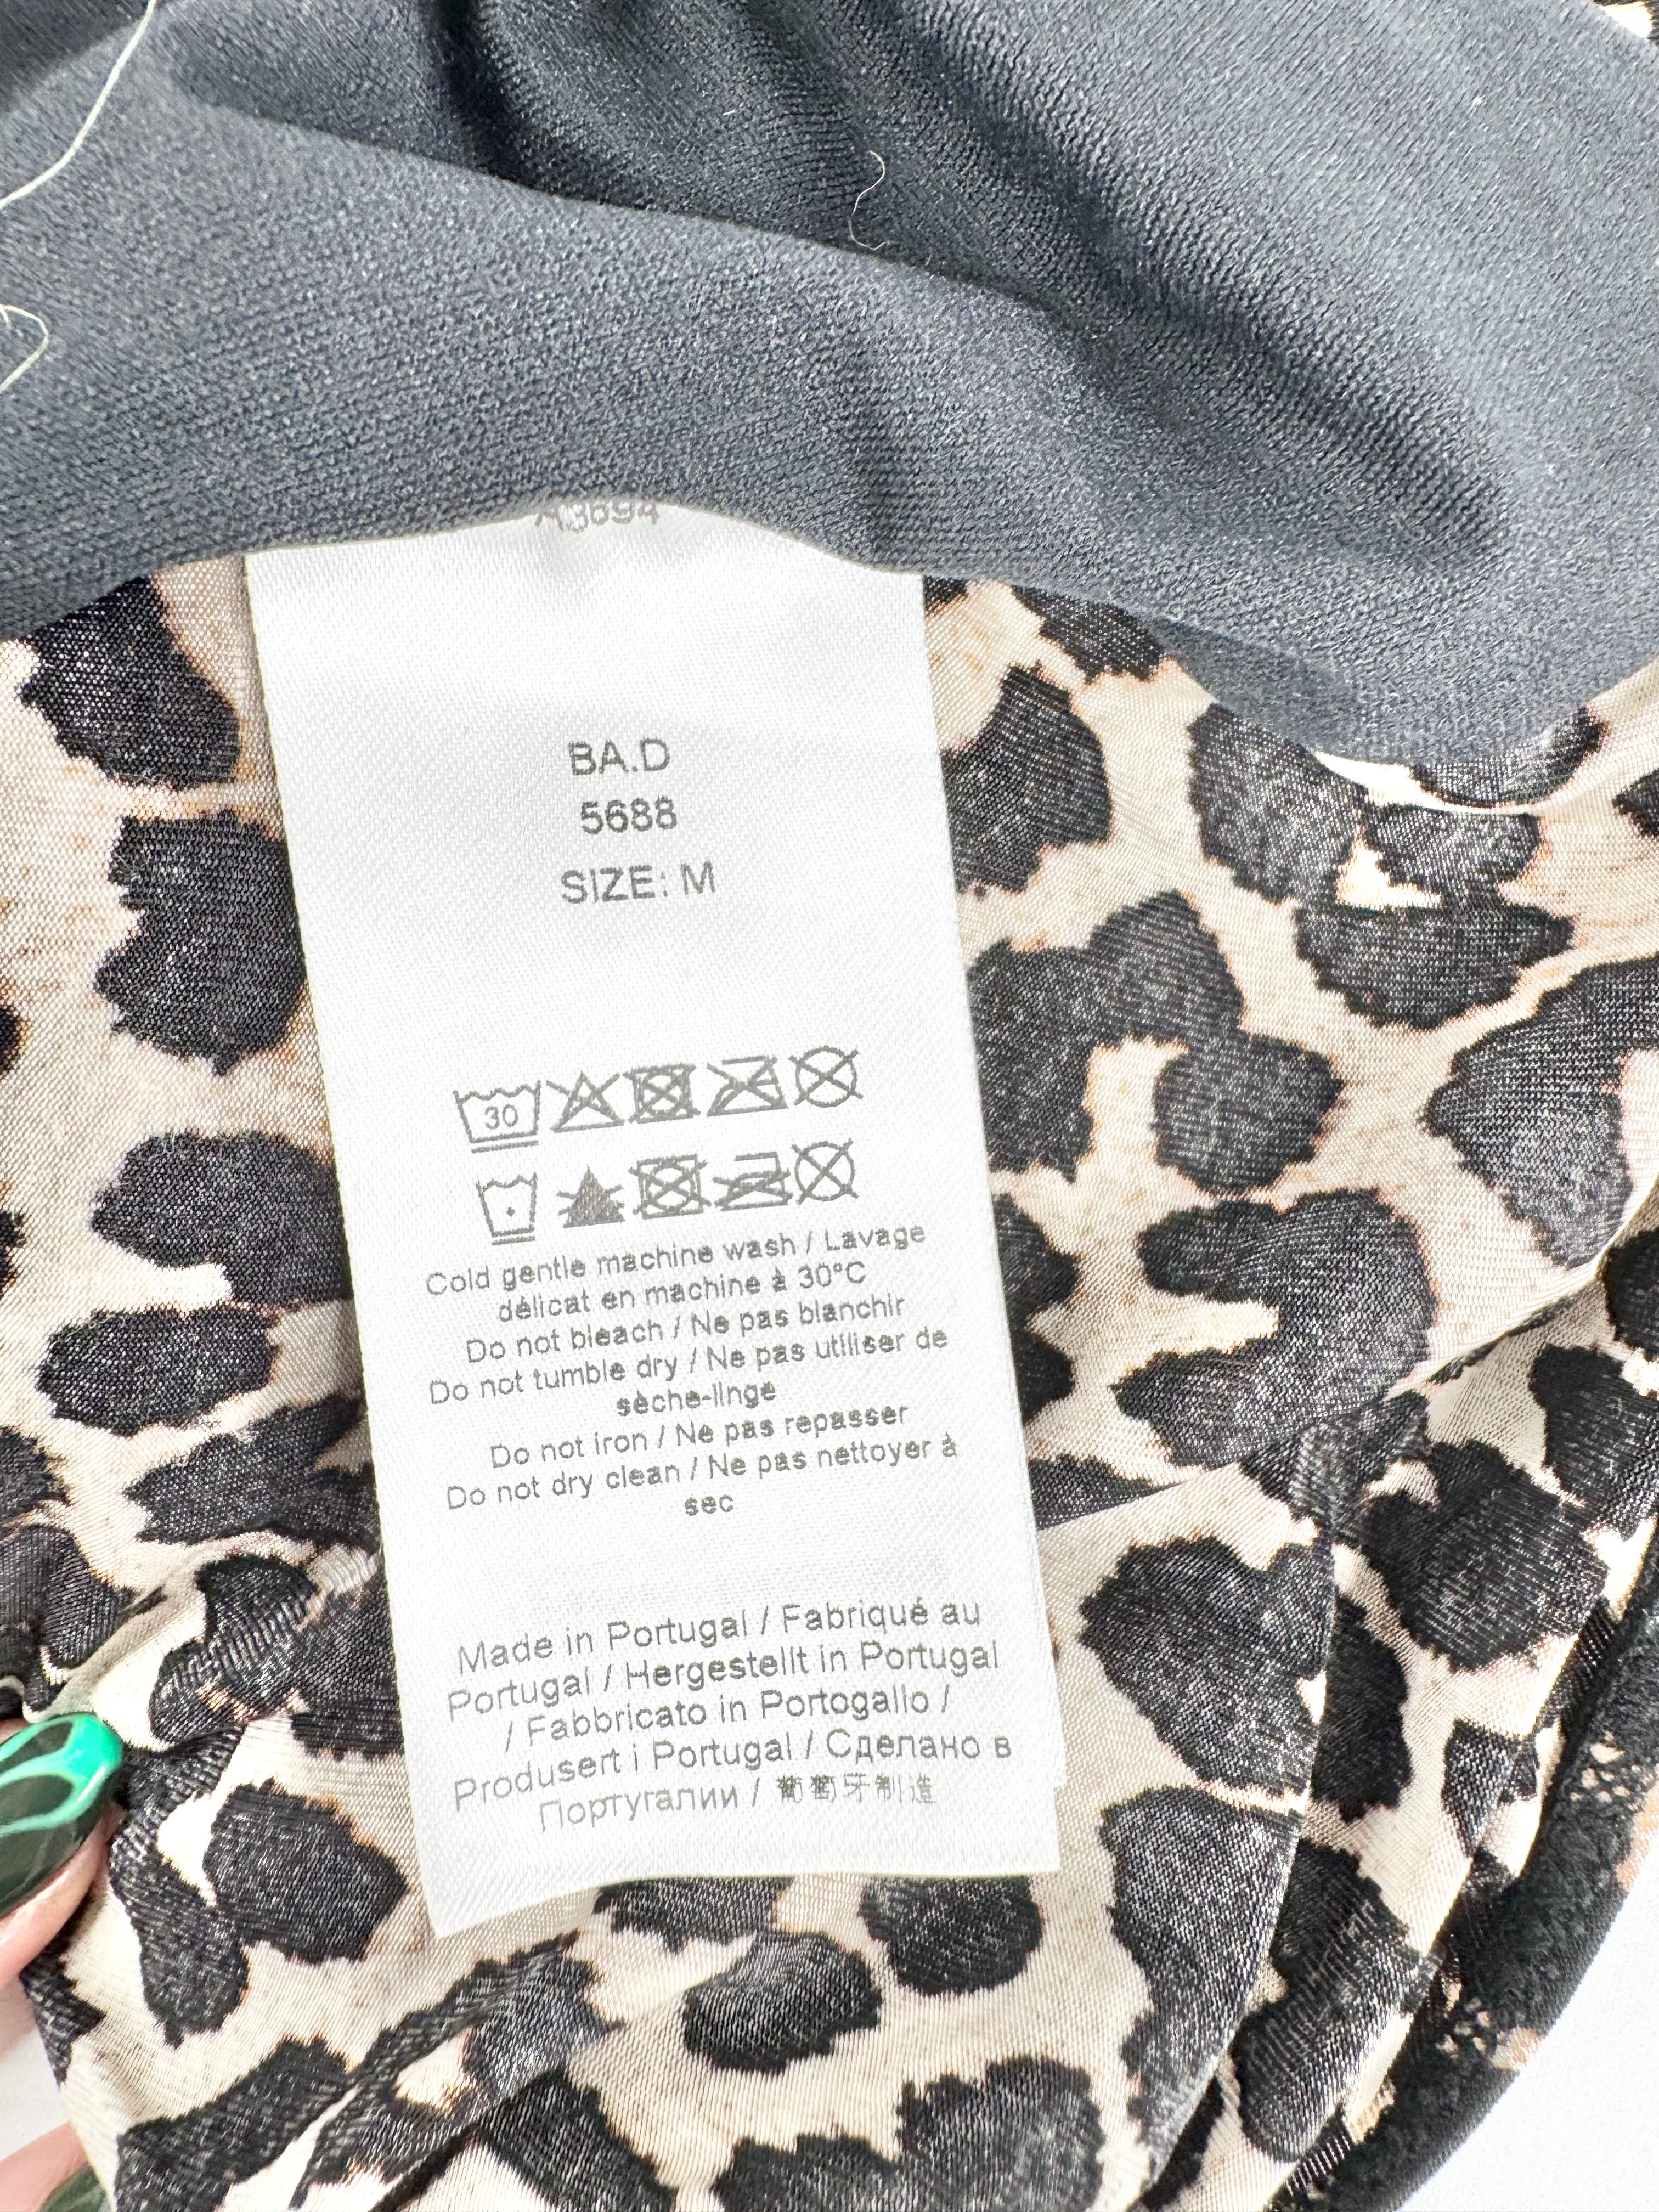 A3694
BA.D
5688
SIZE: M
30
Cold gentle machine wash / Lavage
délicat en machine à 30°C
Do not bleach / Ne pas blanchir
Do not tumble dry / Ne pas utiliser de
sèche-linge
Do not iron / Ne pas repasser
Do not dry clean / Ne pas nettoyer à
sec
Made in Portugal / Fabriqué au
Portugal / Hergestellt in Portugal
/ Fabbricato in Portogallo /
Produsert i Portugal / Сделано в
Португалии / 葡萄牙制造